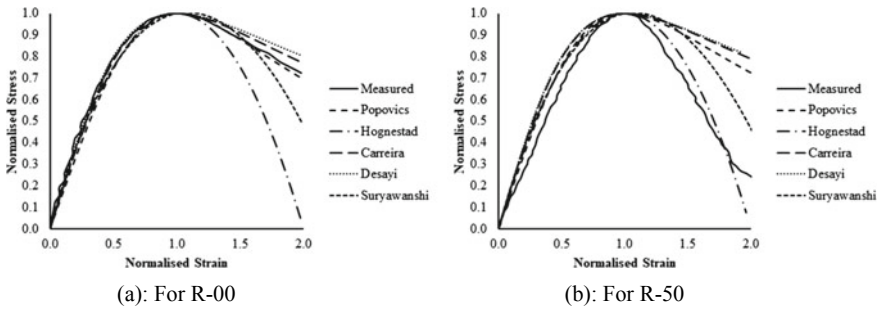 1.0
0.9
0.8
0.7
0.6
0.5
0.4
0.3
0.2
0.1
0.0
Normalised Stress
0.0 0.5 1.0 1.5 2.0
Normalised Strain
Measured
Popovics
Hognestad
Carreira
Desayi
Suryawanshi
(a): For R-00
1.0
0.9
0.8
0.7
0.6
0.5
0.4
0.3
0.2
0.1
0.0
Normalised Stress
0.0 0.5 1.0 1.5 2.0
Normalised Strain
Measured
Popovics
Hognestad
Carreira
Desayi
Suryawanshi
(b): For R-50